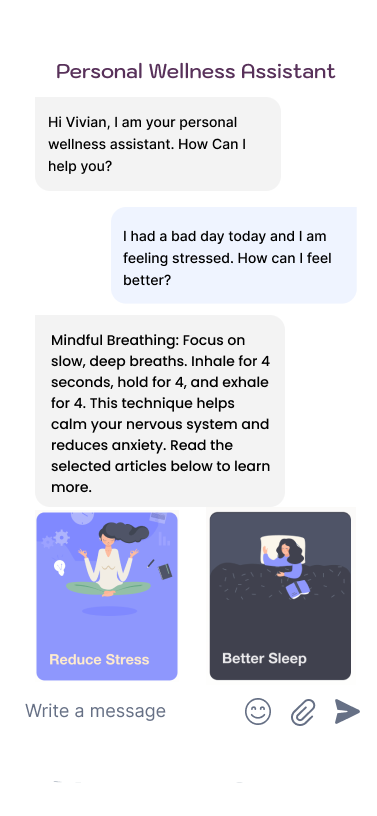 Personal Wellness Assistant
Hi Vivian, I am your personal
wellness assistant. How Can I
help you?
I had a bad day today and I am
feeling stressed. How can I feel
better?
Mindful Breathing: Focus on
slow, deep breaths. Inhale for 4
seconds, hold for 4, and exhale
for 4. This technique helps
calm your nervous system and
reduces anxiety. Read the
selected articles below to learn
more.
Reduce Stress
Better Sleep
Write a message